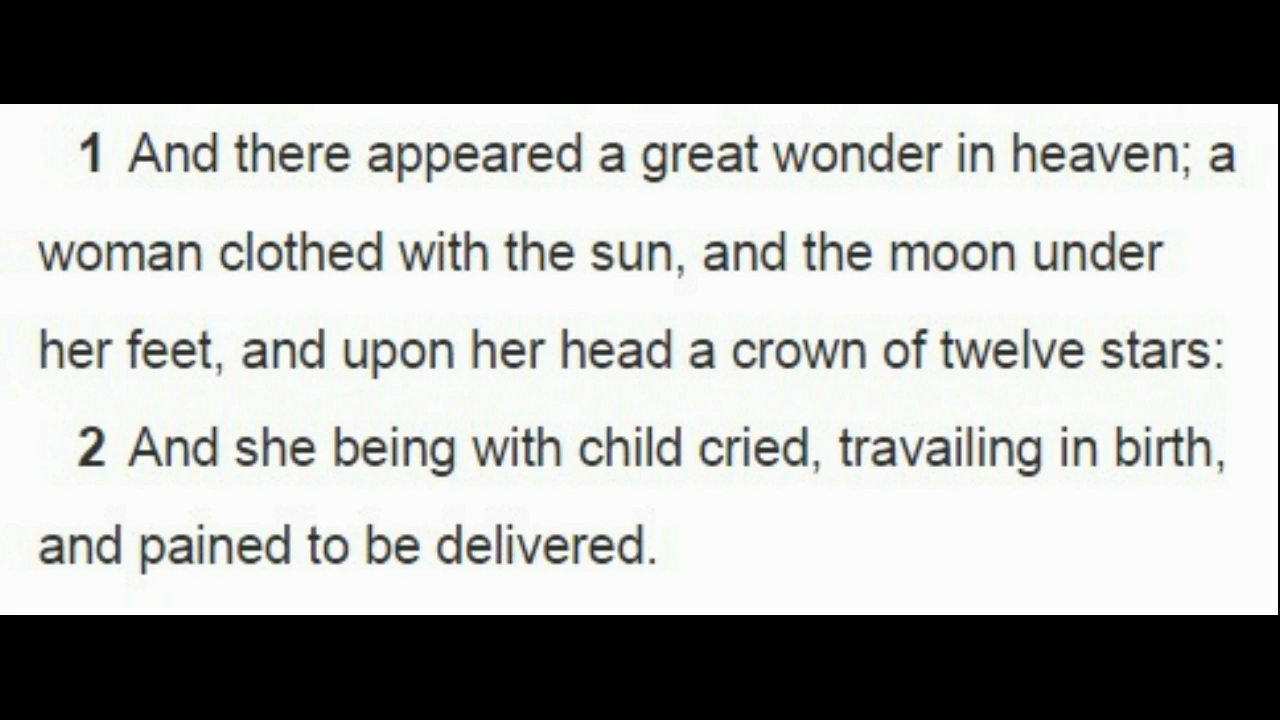 1 And there appeared a great wonder in heaven; a
woman clothed with the sun, and the moon under
her feet, and upon her head a crown of twelve stars:
2 And she being with child cried, travailing in birth,
and pained to be delivered.